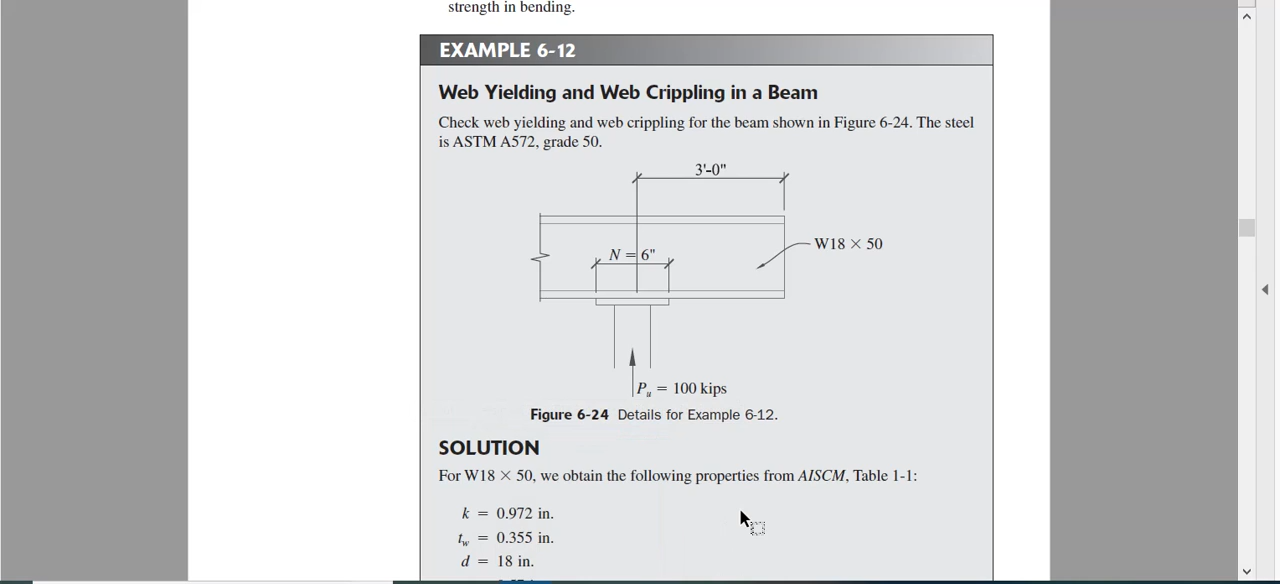 strength in bending.
EXAMPLE 6-12
Web Yielding and Web Crippling in a Beam
Check web yielding and web crippling for the beam shown in Figure 6-24. The steel
is ASTM A572, grade 50.
3'-0"
W18 × 50
N = 6"
Pu = 100 kips
Figure 6-24 Details for Example 6-12.
SOLUTION
For W18 × 50, we obtain the following properties from AISCM, Table 1-1:
k = 0.972 in.
tw = 0.355 in.
d = 18 in.